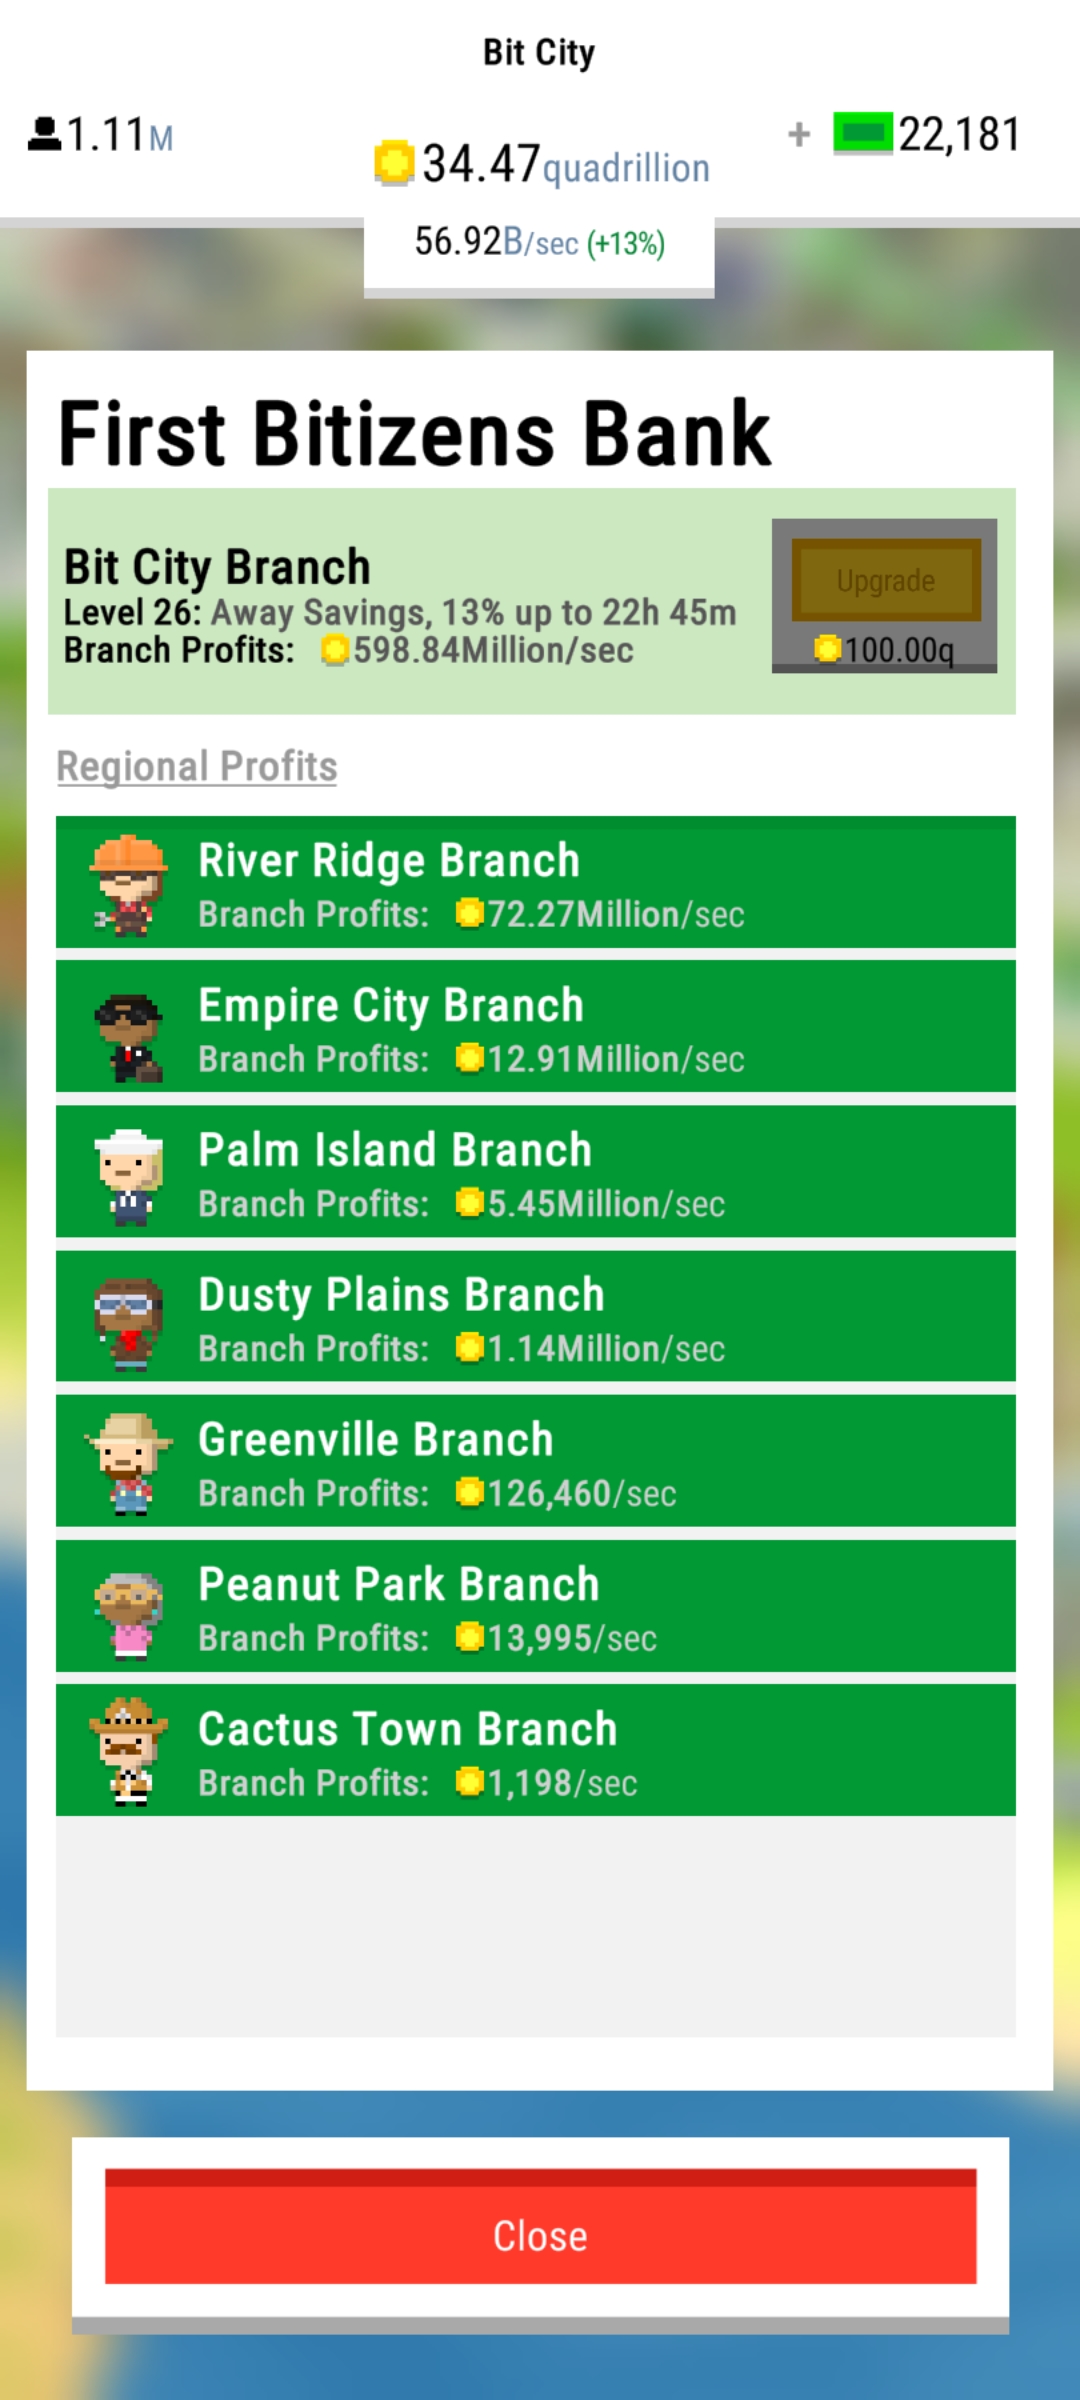 Bit City
1.11M
34.47quadrillion
+ 22,181
56.92B/sec (+13%)
First Bitizens Bank
Bit City Branch
Level 26: Away Savings, 13% up to 22h 45m
Branch Profits: 598.84Million/sec
Upgrade
100.00q
Regional Profits
River Ridge Branch
Branch Profits: 72.27Million/sec
Empire City Branch
Branch Profits: 12.91Million/sec
Palm Island Branch
Branch Profits: 5.45Million/sec
Dusty Plains Branch
Branch Profits: 1.14Million/sec
Greenville Branch
Branch Profits: 126,460/sec
Peanut Park Branch
Branch Profits: 13,995/sec
Cactus Town Branch
Branch Profits: 1,198/sec
Close